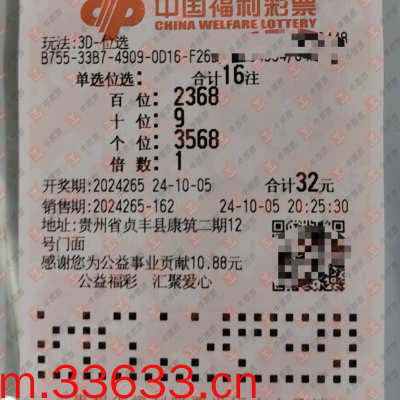 中国福利彩票
CHINA WELFARE LOTTERY
玩法:3D-位选
B755-33B7-4909-0D16-F26
单选位选: 合计16注
百 位: 2368
十 位: 9
个 位: 3568
倍 数: 1
开奖期:2024265 24-10-05 合计32元
销售期:2024265-162 24-10-05 20:25:30
地址:贵州省贞丰县康筑二期12
号门面
感谢您为公益事业贡献10.88元
公益福彩 汇聚爱心
m.33633.cn